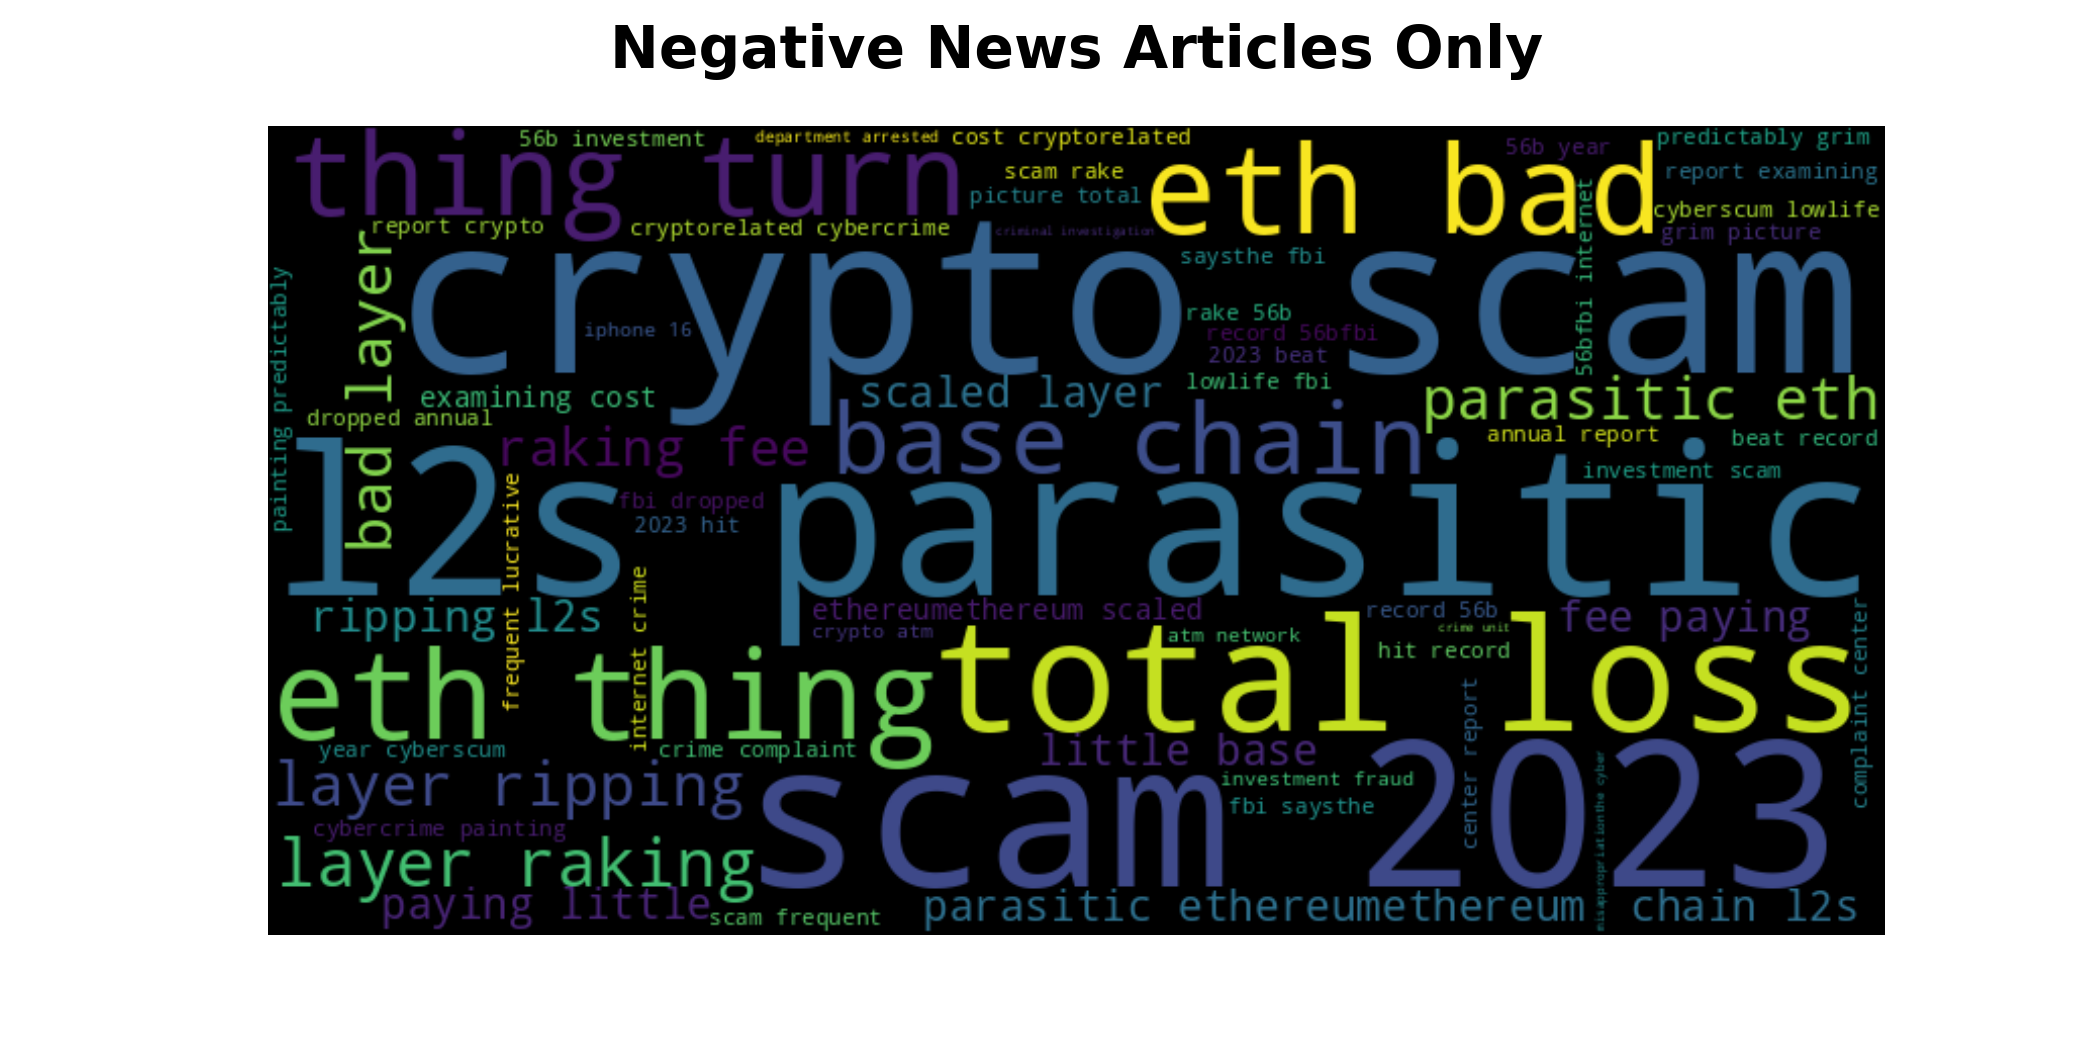 Negative News Articles Only
thing turn
56b investment
department arrested
cost cryptorelated
eth bad
56b year
predictably grim
scam rake
report examining
picture total
cyberscum lowlife
report crypto
cryptorelated cybercrime
criminal investigation
grim picture
bad layer
crypto scam
saysthe fbi
56bfbi internet
painting predictably
iphone 16
rake 56b
record 56bfbi
2023 beat
examining cost
scaled layer
lowlife fbi
parasitic eth
dropped annual
raking fee
base chain
annual report
beat record
investment scam
l2s parasitic
frequent lucrative
fbi dropped
2023 hit
ripping l2s
internet crime
ethereumethereum scaled
crypto atm
record 56b
fee paying
crime unit
atm network
hit record
complaint center
eth thing
total loss
year cyberscum
crime complaint
little base
center report
layer ripping
scam 2023
investment fraud
fbi saysthe
misappropriationthe cyber
cybercrime painting
layer raking
paying little
scam frequent
parasitic ethereumethereum
chain l2s